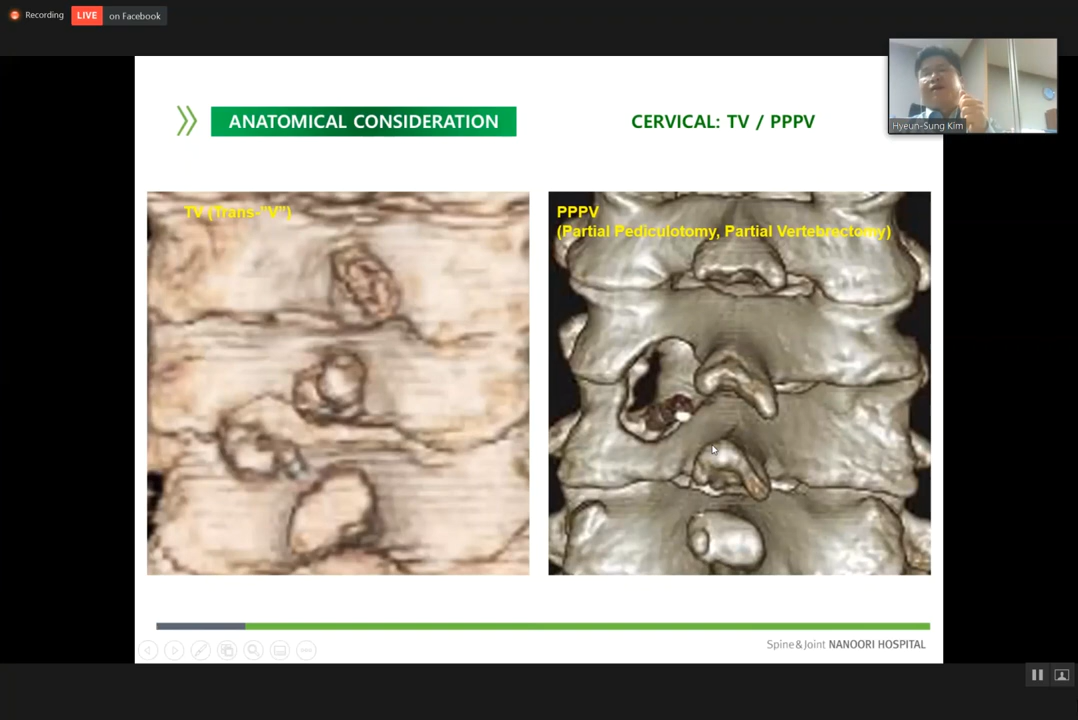 Recording
LIVE on Facebook
Hyeun-Sung Kim
ANATOMICAL CONSIDERATION
CERVICAL: TV / PPPV
TV (Trans-"V")
PPPV
(Partial Pediculotomy, Partial Vertebrectomy)
Spine & Joint NANOORI HOSPITAL